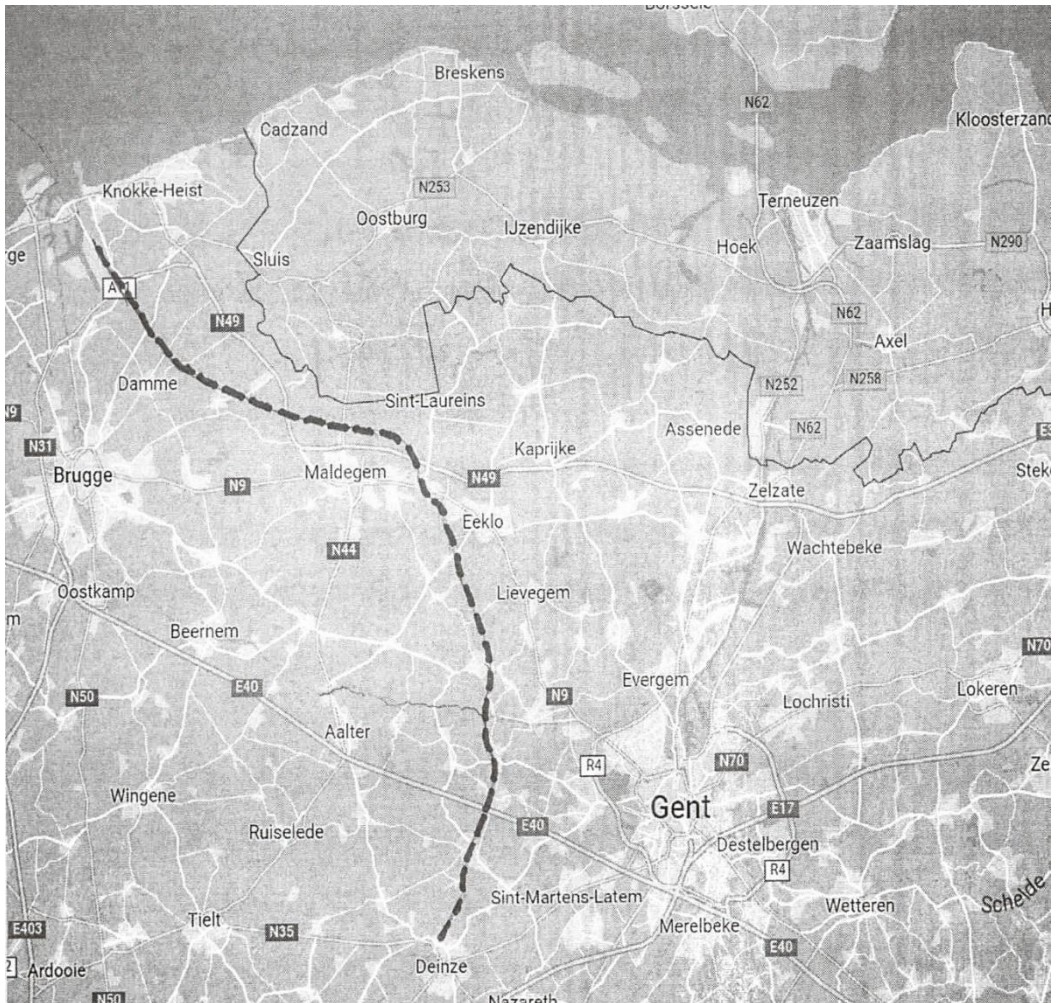 Borssele
Breskens
N62
Cadzand
Kloosterzand
Knokke-Heist
N253
Terneuzen
Oostburg
IJzendijke
Hoek
Zaamslag
N290
Sluis
N49
N62
Axel
N252
N258
Damme
Sint-Laureins
Assenede
N62
N9
N31
Kaprijke
Brugge
Maldegem
N49
N9
Zelzate
Eeklo
N44
Wachtebeke
Oostkamp
Lievegem
Beernem
N70
Evergem
E40
N50
N9
Lochristi
Lokeren
Aalter
R4
N70
Wingene
Gent
E17
Ruiselede
E40
Destelbergen
R4
Sint-Martens-Latem
Schelde
Wetteren
Tielt
E403
N35
Merelbeke
E40
Deinze
Ardooie
N50
Nazareth